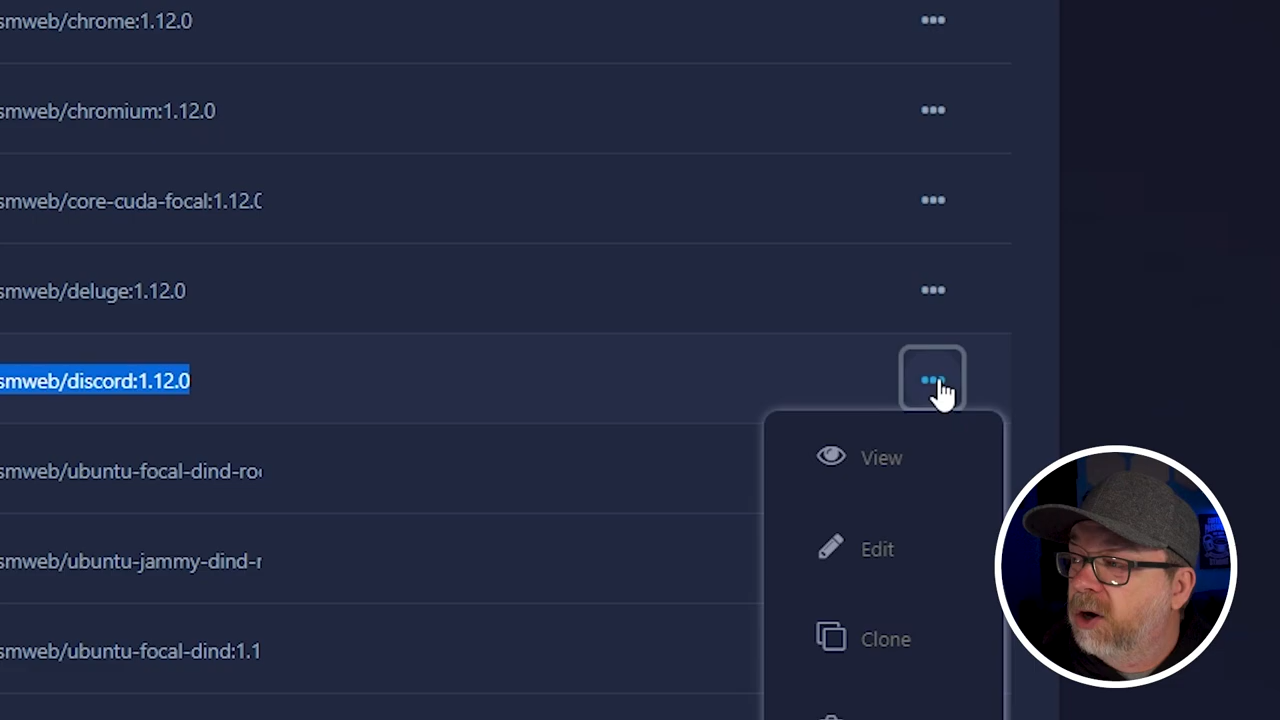 smweb/chrome:1.12.0
smweb/chromium:1.12.0
smweb/core-cuda-focal:1.12.0
smweb/deluge:1.12.0
smweb/discord:1.12.0
View
smweb/ubuntu-focal-dind-roo
Edit
smweb/ubuntu-jammy-dind-r
Clone
smweb/ubuntu-focal-dind:1.1